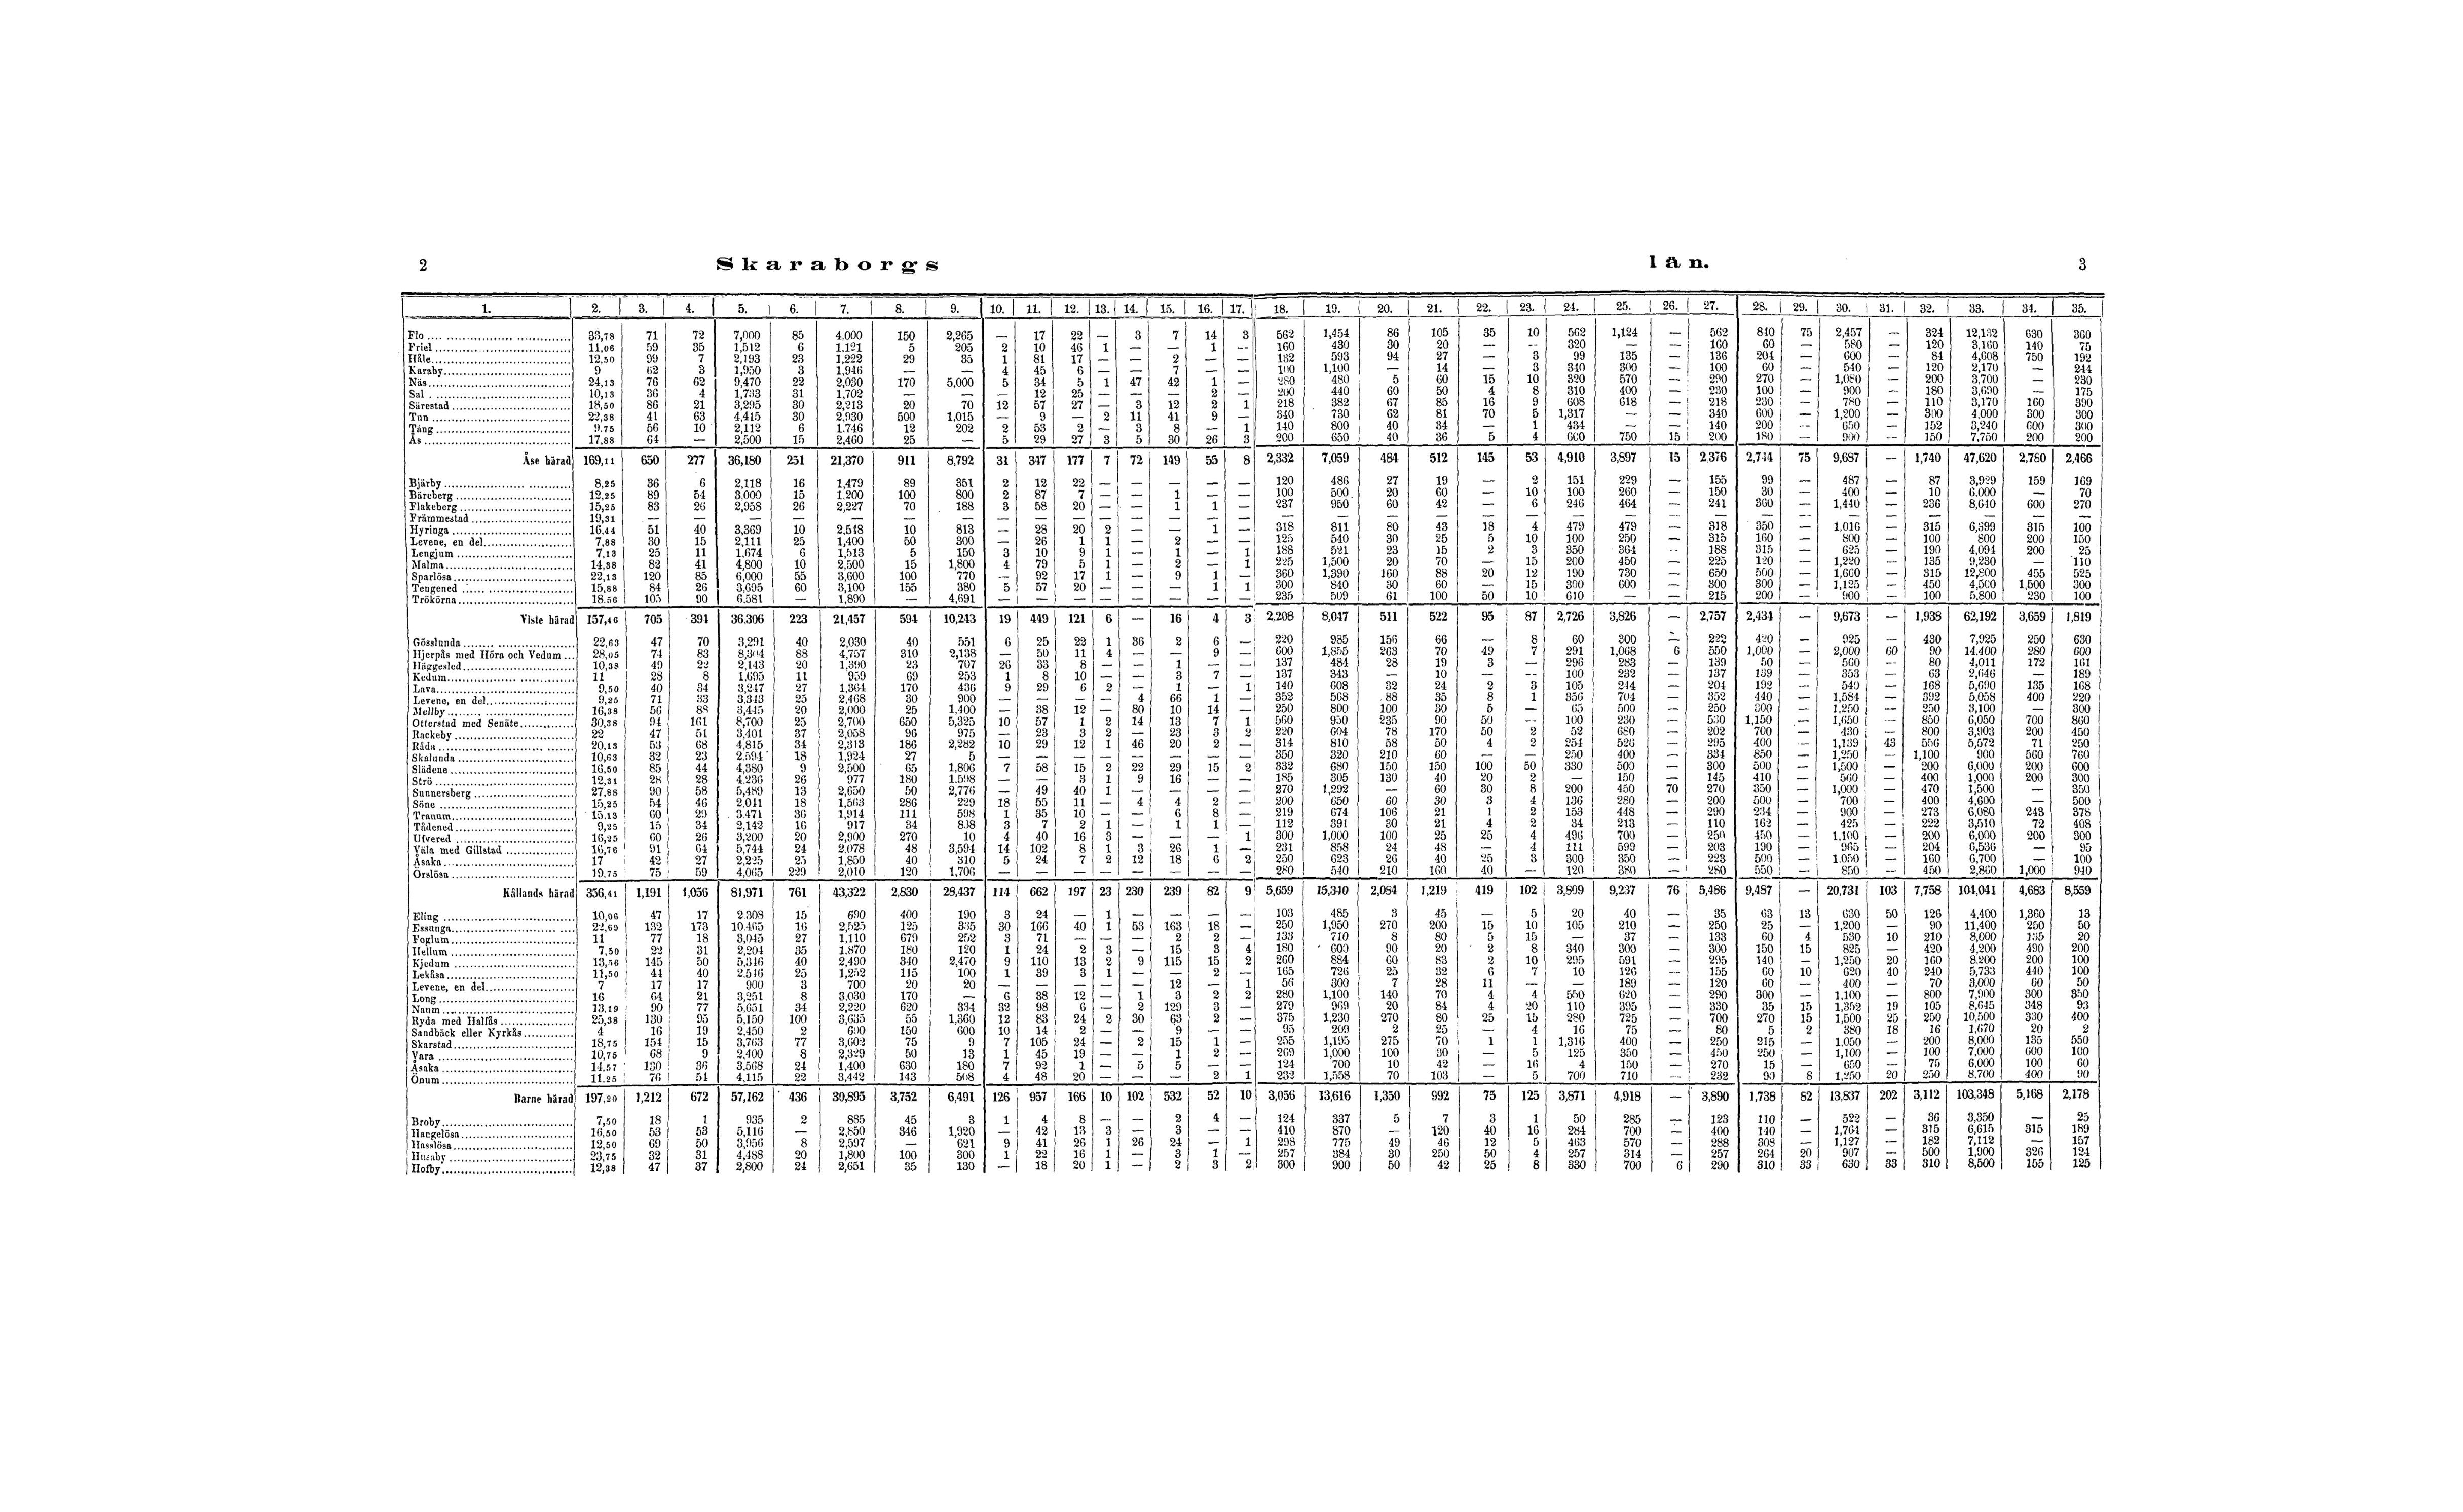 2 Skaraborgs län. 3
1. 2. 3. 4. 5. 6. 7. 8. 9. 10. 11. 12. 13. 14. 15. 16. 17. 18. 19. 20. 21. 22. 23. 24. 25. 26. 27. 28. 29. 30. 31. 32. 33. 34. 35.
Flo 33,78 71 72 7,000 85 4,000 150 2,265 — 17 22 — 3 7 14 3 562 1,454 86 105 35 10 562 1,124 — 562 840 75 2,457 — 324 12,132 630 360
Friel 11,06 59 35 1,512 6 1,121 5 205 2 10 46 1 — — 1 — 160 430 30 20 — — 320 — — 160 60 — 580 — 120 3,160 140 75
Håle 12,50 99 7 2,193 23 1,222 29 35 1 81 17 — — 2 — — 132 593 94 27 — 3 99 135 — 136 204 — 600 — 84 4,608 750 192
Karaby 9 62 3 1,950 3 1,946 — — 4 45 6 — — 7 — — 100 1,100 — 14 — 3 340 300 — 100 60 — 540 — 120 2,170 — 244
Näs 24,13 76 62 9,470 22 2,030 170 5,000 5 34 5 1 47 42 1 — 280 480 5 60 15 10 320 570 — 290 270 — 1,080 — 200 3,700 — 230
Sal 10,13 36 4 1,733 31 1,702 — — — 12 25 — — — 2 — 200 440 60 50 4 8 310 400 — 230 100 — 900 — 180 3,690 — 175
Särestad 18,50 86 21 3,295 30 2,213 20 70 12 57 27 — 3 12 2 1 218 382 67 85 16 9 608 618 — 218 230 — 780 — 110 3,170 160 390
Tun 22,38 41 63 4,415 30 2,930 500 1,015 — 9 — 2 11 41 9 — 340 730 62 81 70 5 1,317 — — 340 600 — 1,200 — 300 4,000 300 300
Täng 9.75 56 10 2,112 6 1.746 12 202 2 53 2 — 3 8 — 1 140 800 40 34 — 1 434 — — 140 200 — 650 — 152 3,240 600 300
Ås 17,88 64 — 2,500 15 2,460 25 — 5 29 27 3 5 30 26 3 200 650 40 36 5 4 600 750 15 200 180 — 900 — 150 7,750 200 200
Åse härad 169,11 650 277 36,180 251 21,370 911 8,792 31 347 177 7 72 149 55 8 2,332 7,059 484 512 145 53 4,910 3,897 15 2,376 2,744 75 9,687 — 1,740 47,620 2,780 2,466
Bjärby 8,25 36 6 2,118 16 1,479 89 351 2 12 22 — — — — — 120 486 27 19 — 2 151 229 — 155 99 — 487 — 87 3,929 159 169
Bäreberg 12,25 89 54 3,000 15 1.200 100 800 2 87 7 — — 1 — — 100 500 20 60 — 10 100 260 — 150 30 — 400 — 10 6,000 — 70
Flakeberg 15,25 83 26 2,958 26 2,227 70 188 3 58 20 — — 1 1 — 237 950 60 42 — 6 246 464 — 241 360 — 1,440 — 236 8,640 600 270
Främmestad 19,31 — — — — — — — — — — — — — — — — — — — — — — — — — — — — — — — — —
Hyringa 16,44 51 40 3,369 10 2,518 10 813 — 28 20 2 — — 1 — 318 811 80 43 18 4 479 479 — 318 350 — 1,016 — 315 6,399 315 100
Levene, en del 7,88 30 15 2,111 25 1,400 50 300 — 26 1 1 — 2 — — 125 540 30 25 5 10 100 250 — 315 160 — 800 — 100 800 200 150
Lengjum 7,13 25 11 1,674 6 1,513 5 150 3 10 9 1 — 1 — 1 188 521 23 15 2 3 350 364 — 188 315 — 625 — 190 4,094 200 25
Malma 14,38 82 41 4,800 10 2,500 15 1,800 4 79 5 1 — 2 — 1 225 1,500 20 70 — 15 200 450 — 225 120 — 1,220 — 135 9,230 — 110
Sparlösa 22,13 120 85 6,000 55 3,600 100 770 — 92 17 1 — 9 1 — 360 1,390 160 88 20 12 190 730 — 650 500 — 1,660 — 315 12,800 455 525
Tengened 15,88 84 26 3,695 60 3,100 155 380 5 57 20 — — — 1 1 300 840 30 60 — 15 300 600 — 300 300 — 1,125 — 450 4,500 1,500 300
Trökörna 18.56 105 90 6.581 — 1,890 — 4,691 — — — — — — — — 235 509 61 100 50 10 610 — — 215 200 — 900 — 100 5,800 230 100
Viste härad 157,46 705 394 36,306 223 21,457 594 10,243 19 449 121 6 — 16 4 3 2,208 8,047 511 522 95 87 2,726 3,826 — 2,757 2,434 — 9,673 — 1,938 62,192 3,659 1,819
Gösslunda 22,63 47 70 3,291 40 2,030 40 551 6 25 22 1 36 2 6 — 220 985 156 66 — 8 60 300 — 222 420 — 925 — 430 7,925 250 630
Hjerpås med Höra och Vedum 28,05 74 83 8,304 88 4,757 310 2,138 — 50 11 4 — — 9 — 600 1,855 263 70 49 7 291 1,068 6 550 1,000 — 2,000 60 90 14.400 280 600
Häggesled 10,38 49 22 2,143 20 1,390 23 707 26 33 8 — — 1 — — 137 484 28 19 3 — 296 283 — 139 50 — 560 — 80 4,011 172 161
Kedum 11 28 8 1,695 11 959 69 253 1 8 10 — — 3 7 — 137 343 — 10 — — 100 232 — 137 139 — 353 — 63 2,646 — 189
Lava 9,50 40 34 3,247 27 1,364 170 436 9 29 6 2 — 1 — 1 140 608 32 24 2 3 105 244 — 204 192 — 549 — 168 5,690 135 168
Levene, en del 9,25 71 33 3,343 25 2,468 30 900 — — — — 4 66 1 — 352 568 88 35 8 1 356 704 — 352 440 — 1,584 — 392 5,058 400 220
Mellby 16,38 56 88 3,445 20 2,000 25 1,400 — 38 12 — 80 10 14 — 250 800 100 30 5 — 65 500 — 250 300 — 1,250 — 250 3,100 — 300
Otterstad med Senäte 30,38 94 161 8,700 25 2,700 650 5,325 10 57 1 2 14 13 7 1 560 950 235 90 50 — 100 230 — 530 1,150 — 1,650 — 850 6,050 700 860
Rackeby 22 47 51 3,401 37 2,058 96 975 — 23 3 2 — 23 3 2 220 604 78 170 50 2 52 680 — 202 700 — 430 — 800 3,903 200 450
Råda 20,13 53 68 4,815 34 2,313 186 2,282 10 29 12 1 46 20 2 — 314 810 58 50 4 2 254 526 — 295 400 — 1,139 43 556 5,572 71 250
Skalunda 10,63 32 23 2.594 18 1,924 27 5 — — — — — — — — 350 320 210 60 — — 250 400 — 334 850 — 1,250 — 1,100 900 560 760
Slädene 16,50 85 44 4,380 9 2,500 65 1,806 7 58 15 2 22 29 15 2 332 680 150 150 100 50 330 500 — 300 500 — 1,500 — 200 6,000 200 600
Strö 12,31 28 28 4.236 26 977 180 1.598 — — 3 1 9 16 — — 185 305 130 40 20 2 — 150 — 145 410 — 560 — 400 1,000 200 300
Sunnersberg 27,88 90 58 5,489 13 2,650 50 2,776 — 49 40 1 — — — — 270 1,292 — 60 30 8 200 450 70 270 350 — 1,000 — 470 1,500 — 350
Söne 15,25 54 46 2.011 18 1,563 286 229 18 55 11 — 4 4 2 — 200 650 60 30 3 4 136 280 — 200 500 — 700 — 400 4,600 — 500
Tranum 15.13 60 29 3.471 36 1,914 111 598 1 35 10 — — 6 8 — 219 674 106 21 1 2 153 448 — 290 234 — 900 — 273 6,080 243 378
Tådened 9,25 15 34 2,142 16 917 34 838 3 7 2 1 — 1 1 — 112 391 30 21 4 2 34 213 — 110 162 — 425 — 222 3,510 72 408
Ufvered 16,25 60 26 3,200 20 2,900 270 10 4 40 16 3 — — — 1 300 1,000 100 25 25 4 496 700 — 250 450 — 1,100 — 200 6,000 200 300
Väla med Gillstad 16,76 91 64 5,744 24 2,078 48 3,594 14 102 8 1 3 26 1 — 231 858 24 48 — 4 111 599 — 203 190 — 965 — 204 6,536 — 95
Åsaka 17 42 27 2,225 25 1,850 40 310 5 24 7 2 12 18 6 2 250 623 26 40 25 3 300 350 — 223 500 — 1.050 — 160 6,700 — 100
Örslösa 19.75 75 59 4,065 229 2,010 120 1,706 — — — — — — — — 280 540 210 160 40 — 120 380 — 280 550 — 850 — 450 2,860 1,000 940
Kållands härad 356,41 1,191 1,056 81,971 761 43,322 2,830 28,437 114 662 197 23 230 239 82 9 5,659 15,340 2,084 1,219 419 102 3,809 9,237 76 5,486 9,487 — 20,731 103 7,758 104,041 4,683 8,559
Eling 10,06 47 17 2.308 15 690 400 190 3 24 — 1 — — — — 103 485 3 45 — 5 20 40 — 35 63 13 630 50 126 4,400 1,360 13
Essunga 22,69 132 173 10.465 16 2,525 125 335 30 166 40 1 53 163 18 — 250 1,950 270 200 15 10 105 210 — 250 25 — 1,200 — 90 11,400 250 50
Foglum 11 77 18 3,045 27 1,110 679 252 3 71 — — — 2 2 — 133 710 8 80 5 15 — 37 — 133 60 4 530 10 210 8,000 135 20
Hellum 7,50 22 31 2,204 35 1,870 180 120 1 24 2 3 — 15 3 4 180 600 90 20 2 8 340 300 — 300 150 15 825 — 420 4,200 490 200
Kjedum 13,56 145 50 5,346 40 2,490 340 2,470 9 110 13 2 9 115 15 2 260 884 60 83 2 10 295 591 — 295 140 — 1,250 20 160 8,200 200 100
Lekåsa 11,50 44 40 2.516 25 1,252 115 100 1 39 3 1 — — 2 — 165 726 25 32 6 7 10 126 — 155 60 10 620 40 240 5,733 440 100
Levene, en del 7 17 17 900 3 700 20 20 — — — — — 12 — 1 56 300 7 28 11 — — 189 — 120 60 — 400 — 70 3,000 60 50
Long 16 64 21 3,251 8 3,030 170 — 6 38 12 — 1 3 2 2 280 1,100 140 70 4 4 550 620 — 290 300 — 1,100 — 800 7,900 300 350
Naum 13.19 90 77 5,651 34 2,220 620 334 32 98 6 — 2 129 3 — 279 969 20 84 4 20 110 395 — 330 35 15 1,352 19 105 8,645 348 93
Ryda med Halfås 25,38 130 95 5,150 100 3,635 55 1,360 12 83 24 2 30 63 2 — 375 1,230 270 80 25 15 280 725 — 700 270 15 1,500 25 250 10,500 330 400
Sandbäck eller Kyrkås 4 16 19 2,450 2 600 150 600 10 14 2 — — 9 — — 95 209 2 25 — 4 16 75 — 80 5 2 380 18 16 1,670 20 2
Skarstad 18,75 154 15 3,763 77 3,602 75 9 7 105 24 — 2 15 1 — 255 1,195 275 70 1 1 1,316 400 — 250 215 — 1.050 — 200 8,000 135 550
Vara 10,75 68 9 2,400 8 2,329 50 13 1 45 19 — — 1 2 — 269 1,000 100 30 — 5 125 350 — 450 250 — 1,100 — 100 7,000 600 100
Åsaka 14.57 130 36 3,568 24 1,400 630 180 7 92 1 — 5 5 — — 124 700 10 42 — 16 4 150 — 270 15 — 650 — 75 6,000 100 60
Önum 11.25 76 51 4,115 22 3,442 143 508 4 48 20 — — — 2 1 232 1,558 70 103 — 5 700 710 — 232 90 8 1,250 20 250 8,700 400 90
Barne härad 197,20 1,212 672 57,162 436 30,895 3,752 6,491 126 957 166 10 102 532 52 10 3,056 13,616 1,350 992 75 125 3,871 4,918 — 3,890 1,738 82 13,837 202 3,112 103,348 5,168 2,178
Broby 7,50 18 1 935 2 885 45 3 1 4 8 — — 2 4 — 124 337 5 7 3 1 50 285 — 123 110 — 522 — 36 3,350 — 25
Hangelösa 16,50 53 53 5,116 — 2,850 346 1,920 — 42 13 3 — 3 — — 410 870 — 120 40 16 284 700 — 400 140 — 1,764 — 315 6,615 315 189
Hasslösa 12,50 69 50 3,956 8 2,597 — 621 9 41 26 1 26 24 — 1 298 775 49 46 12 5 463 570 — 288 308 — 1,127 — 182 7,112 — 157
Husaby 23,75 32 31 4,488 20 1,800 100 300 1 22 16 1 — 3 1 — 257 384 30 250 50 4 257 314 — 257 264 20 907 — 500 1,900 326 124
Hofby 12,38 47 37 2,800 24 2,651 35 130 — 18 20 1 — 2 3 2 300 900 50 42 25 8 330 700 6 290 310 33 630 33 310 8,500 155 125